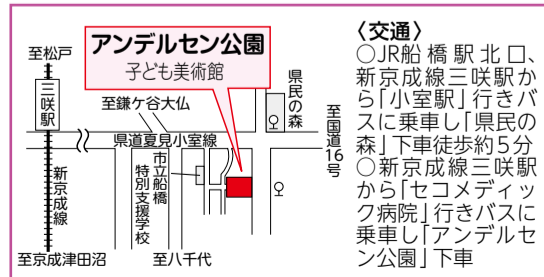 アンデルセン公園
子ども美術館
至松戸
三咲駅
至鎌ケ谷大仏
県道夏見小室線
県民の森
至国道16号
新京成線
市立船橋
特別支援学校
至京成津田沼
至八千代
〈交通〉
○JR船橋駅北口、
新京成線三咲駅か
ら「小室駅」行きバ
スに乗車し「県民の
森」下車徒歩約5分
○新京成線三咲駅
から「セコメディッ
ク病院」行きバスに
乗車し「アンデルセ
ン公園」下車